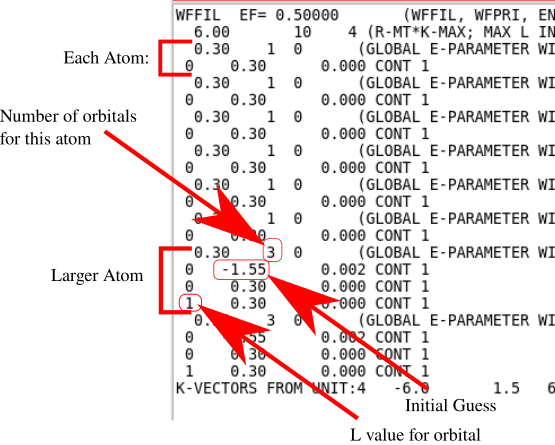 WFFIL EF= 0.50000 (WFFIL, WFPRI, EN
6.00 10 4 (R-MT*K-MAX; MAX L IN
Each Atom:
0.30 1 0 (GLOBAL E-PARAMETER WI
0 0.30 0.000 CONT 1
0.30 1 0 (GLOBAL E-PARAMETER WI
0 0.30 0.000 CONT 1
Number of orbitals
for this atom
0.30 1 0 (GLOBAL E-PARAMETER WI
0 0.30 0.000 CONT 1
0.30 1 0 (GLOBAL E-PARAMETER WI
0 0.30 0.000 CONT 1
0.30 1 0 (GLOBAL E-PARAMETER WI
0 0.30 0.000 CONT 1
0.30 1 0 (GLOBAL E-PARAMETER WI
0 0.30 0.000 CONT 1
Larger Atom
0.30 3 0 (GLOBAL E-PARAMETER WI
0 -1.55 0.002 CONT 1
0 0.30 0.000 CONT 1
1 0.30 0.000 CONT 1
3 0 (GLOBAL E-PARAMETER WI
0 0.002 CONT 1
0 0.30 0.000 CONT 1
1 0.30 0.000 CONT 1
K-VECTORS FROM UNIT:4 -6.0 1.5 6
Initial Guess
L value for orbital